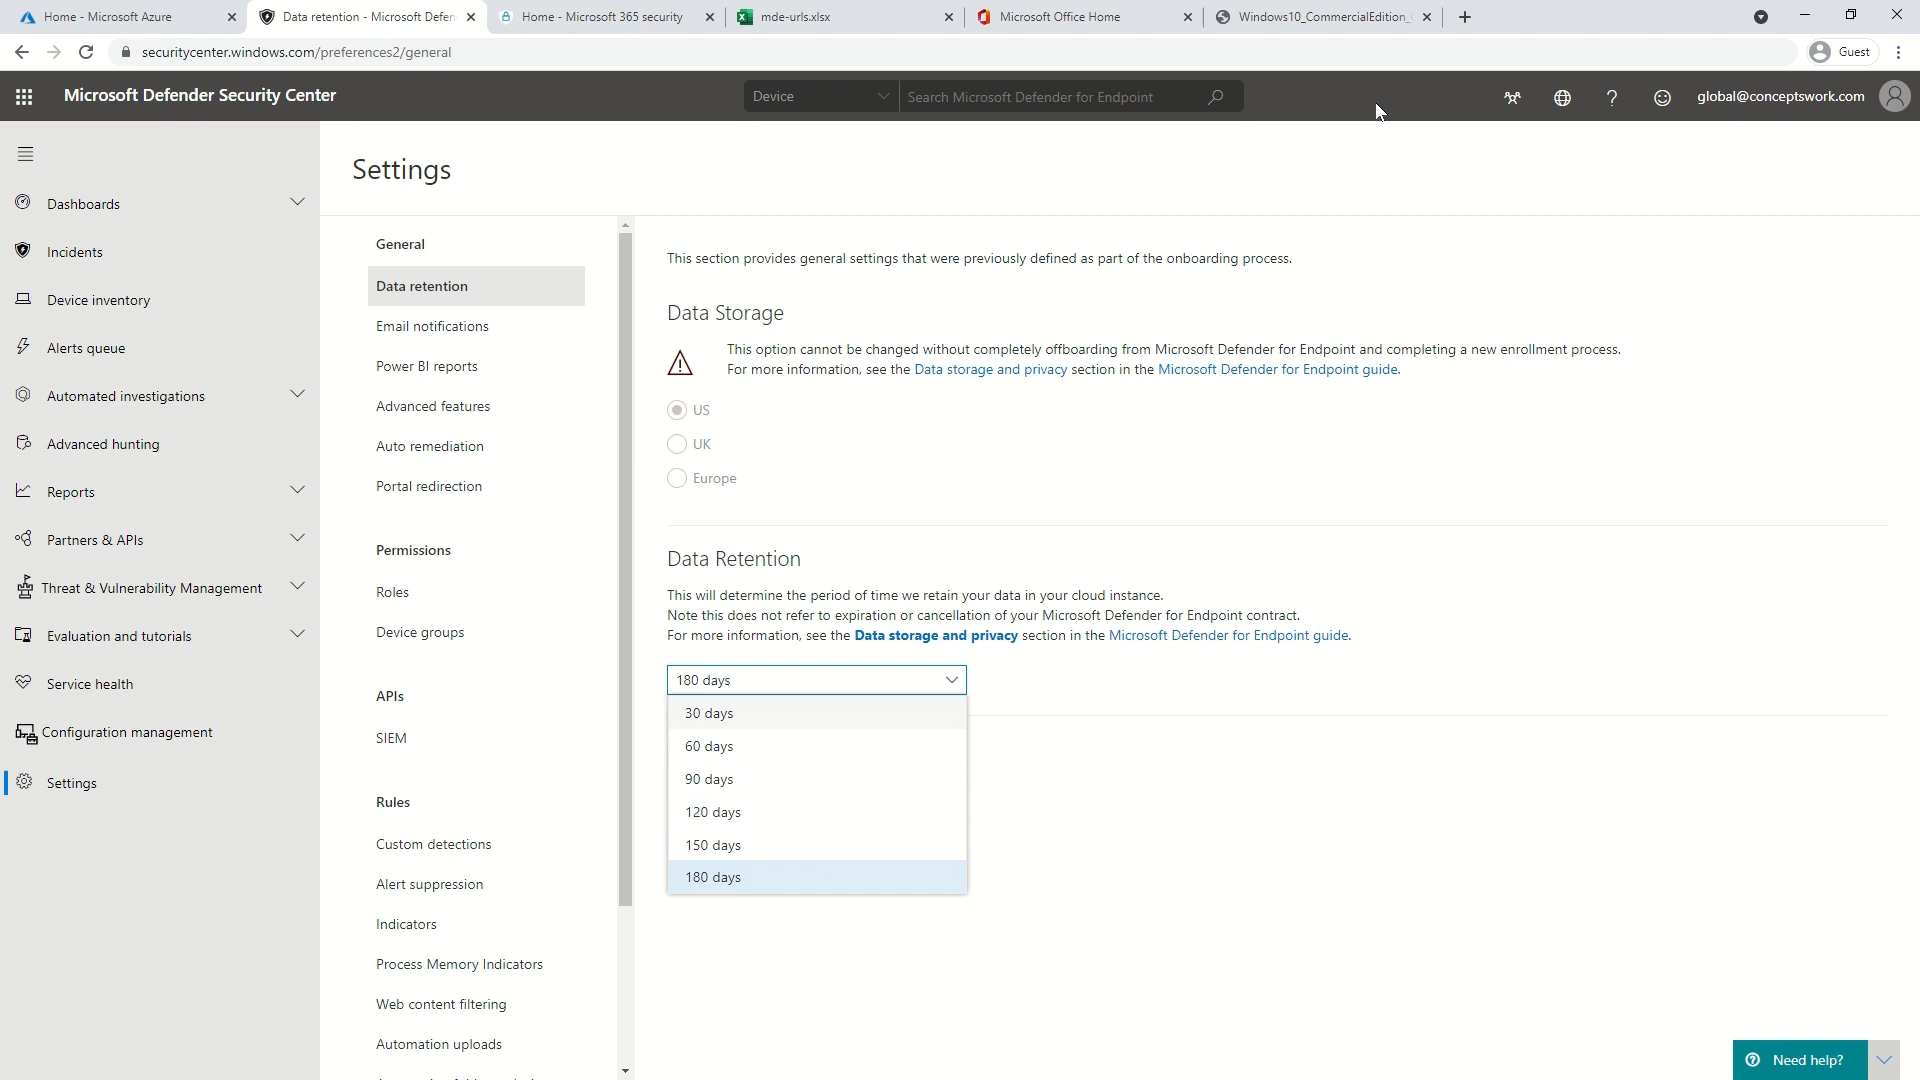 Home - Microsoft Azure
Data retention - Microsoft Defen
Home - Microsoft 365 security
mde-urls.xlsx
Microsoft Office Home
Windows10_CommercialEdition_
securitycenter.windows.com/preferences2/general
Guest
Microsoft Defender Security Center
Device
Search Microsoft Defender for Endpoint
global@conceptswork.com
Dashboards
Incidents
Device inventory
Alerts queue
Automated investigations
Advanced hunting
Reports
Partners & APIs
Threat & Vulnerability Management
Evaluation and tutorials
Service health
Configuration management
Settings
Settings
General
Data retention
Email notifications
Power BI reports
Advanced features
Auto remediation
Portal redirection
Permissions
Roles
Device groups
APIs
SIEM
Rules
Custom detections
Alert suppression
Indicators
Process Memory Indicators
Web content filtering
Automation uploads
This section provides general settings that were previously defined as part of the onboarding process.
Data Storage
This option cannot be changed without completely offboarding from Microsoft Defender for Endpoint and completing a new enrollment process.
For more information, see the Data storage and privacy section in the Microsoft Defender for Endpoint guide.
US
UK
Europe
Data Retention
This will determine the period of time we retain your data in your cloud instance.
Note this does not refer to expiration or cancellation of your Microsoft Defender for Endpoint contract.
For more information, see the Data storage and privacy section in the Microsoft Defender for Endpoint guide.
180 days
30 days
60 days
90 days
120 days
150 days
180 days
Need help?